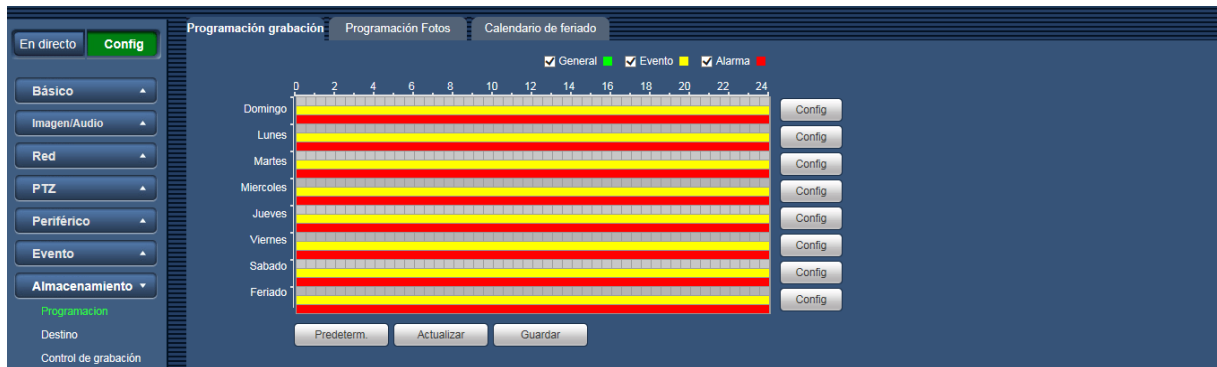 Programación grabación Programación Fotos Calendario de feriado
En directo Config
General Evento Alarma
Básico
Imagen/Audio
Red
PTZ
Periférico
Evento
Almacenamiento
Programacion
Destino
Control de grabación
0 2 4 6 8 10 12 14 16 18 20 22 24
Domingo Config
Lunes Config
Martes Config
Miercoles Config
Jueves Config
Viernes Config
Sabado Config
Feriado Config
Predeterm. Actualizar Guardar